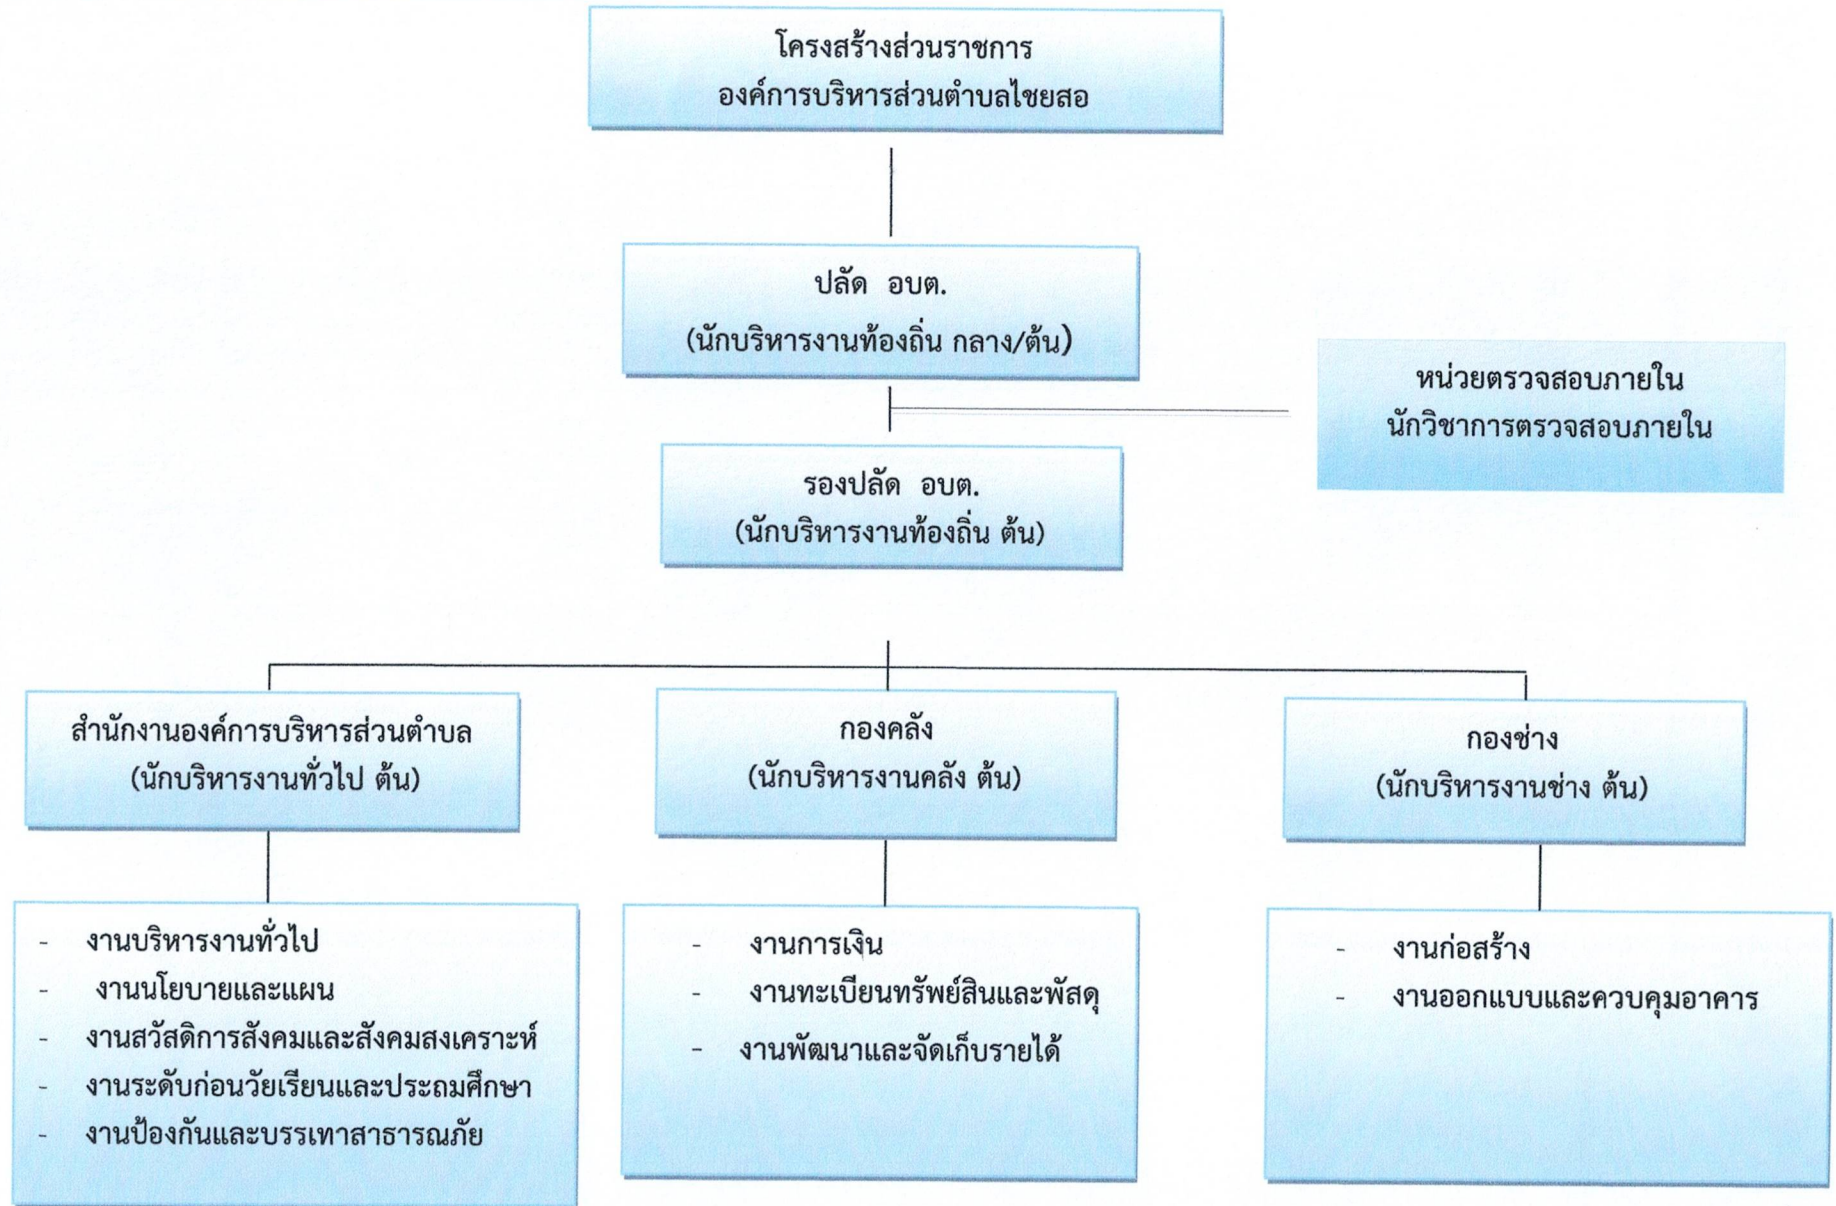 โครงสร้างส่วนราชการ
องค์การบริหารส่วนตำบลไชยสอ
ปลัด อบต.
(นักบริหารงานท้องถิ่น กลาง/ต้น)
หน่วยตรวจสอบภายใน
นักวิชาการตรวจสอบภายใน
รองปลัด อบต.
(นักบริหารงานท้องถิ่น ต้น)
สำนักงานองค์การบริหารส่วนตำบล
(นักบริหารงานทั่วไป ต้น)
กองคลัง
(นักบริหารงานคลัง ต้น)
กองช่าง
(นักบริหารงานช่าง ต้น)
- งานบริหารงานทั่วไป
- งานนโยบายและแผน
- งานสวัสดิการสังคมและสังคมสงเคราะห์
- งานระดับก่อนวัยเรียนและประถมศึกษา
- งานป้องกันและบรรเทาสาธารณภัย
- งานการเงิน
- งานทะเบียนทรัพย์สินและพัสดุ
- งานพัฒนาและจัดเก็บรายได้
- งานก่อสร้าง
- งานออกแบบและควบคุมอาคาร